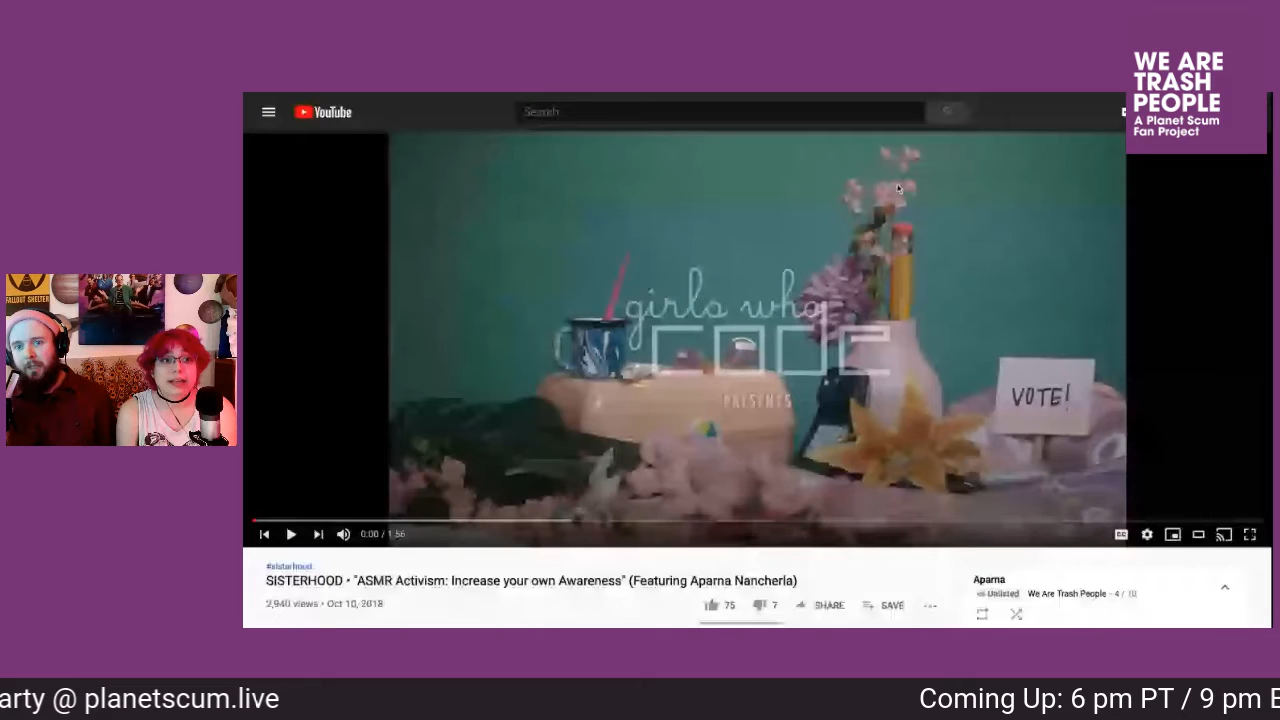 WE ARE
TRASH
PEOPLE
A Planet Scum
Fan Project
YouTube
Search
FALLOUT SHELTER
girls who
CODE
PRESENTS
VOTE!
0:00 / 1:56
#sisterhood
SISTERHOOD • "ASMR Activism: Increase your own Awareness" (Featuring Aparna Nancherla)
2,940 views • Oct 10, 2018
75
7
SHARE
SAVE
Aparna
Unlisted We Are Trash People - 4 / 10
arty @ planetscum.live
Coming Up: 6 pm PT / 9 pm E